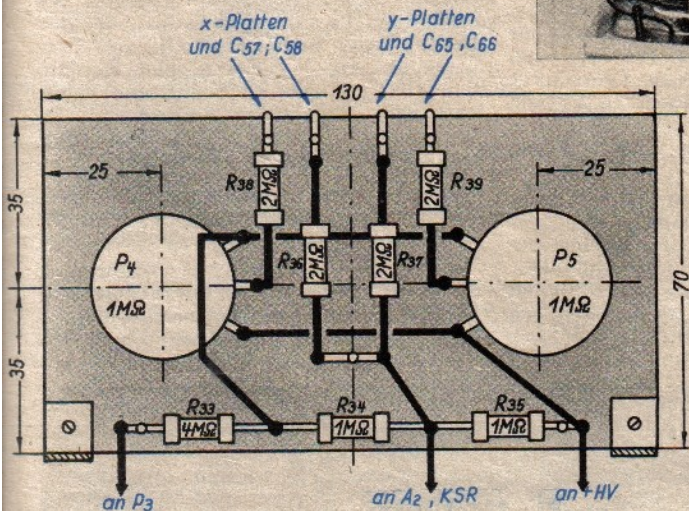 x-Platten
und C57; C58
y-Platten
und C65, C66
130
25
25
35
35
70
R38
2MΩ
R39
2MΩ
P4
1MΩ
R36
2MΩ
R37
2MΩ
P5
1MΩ
R33
4MΩ
R34
1MΩ
R35
1MΩ
an P3
an A2, KSR
an +HV